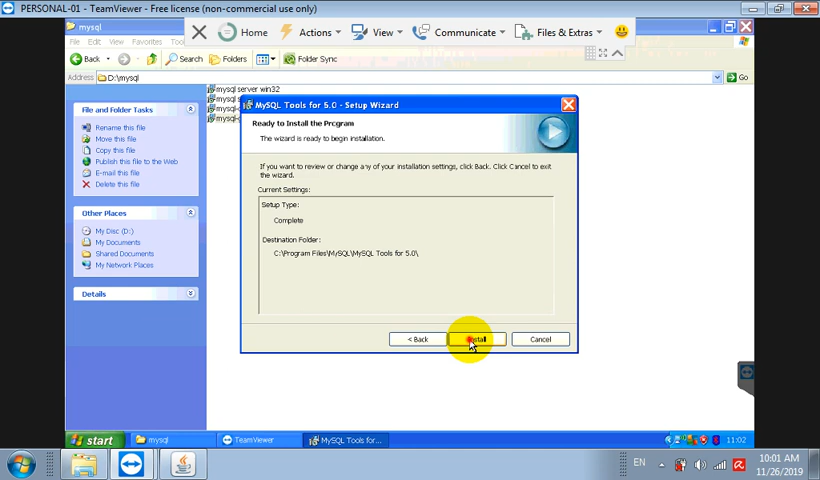 PERSONAL-01 - TeamViewer - Free license (non-commercial use only)
mysql
Home
Actions
View
Communicate
Files & Extras
File Edit View Favorites
Back
Search
Folders
Folder Sync
Address
D:\mysql
Go
File and Folder Tasks
Rename this file
Move this file
Copy this file
Publish this file to the Web
E-mail this file
Delete this file
Other Places
My Disc (D:)
My Documents
Shared Documents
My Network Places
Details
mysql server win32
MySQL Tools for 5.0 - Setup Wizard
Ready to Install the Program
The wizard is ready to begin installation.
If you want to review or change any of your installation settings, click Back. Click Cancel to exit
the wizard.
Current Settings:
Setup Type:
Complete
Destination Folder:
C:\Program Files\MySQL\MySQL Tools for 5.0\
< Back
Install
Cancel
start
mysql
TeamViewer
MySQL Tools for...
11:02
EN
10:01 AM
11/26/2019